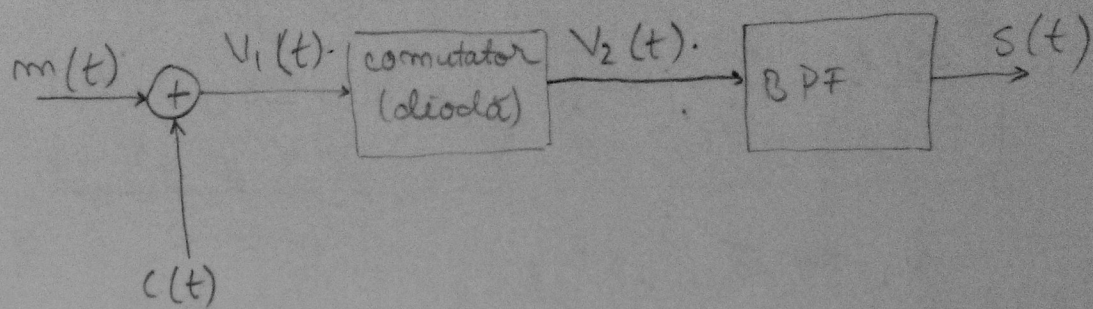 m(t)
+
V1(t).
comutator
(diodă)
V2(t).
BPF
s(t)
c(t)